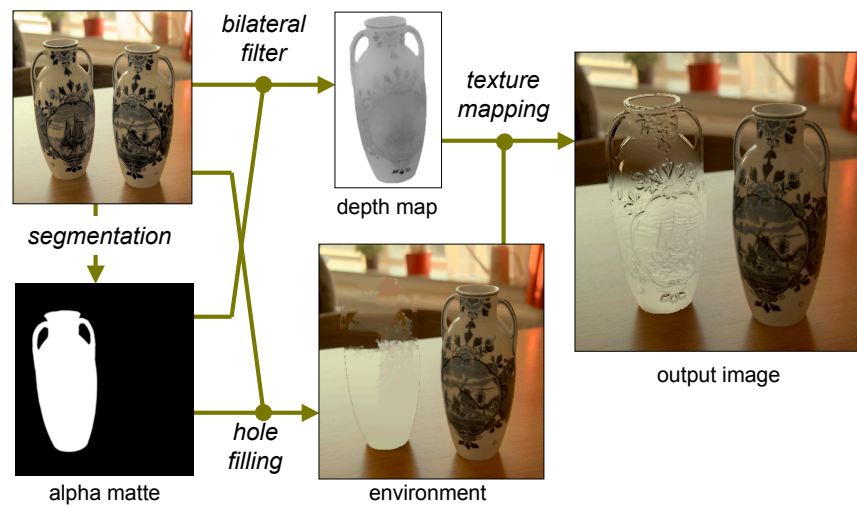 bilateral
filter
texture
mapping
depth map
segmentation
output image
hole
filling
alpha matte
environment